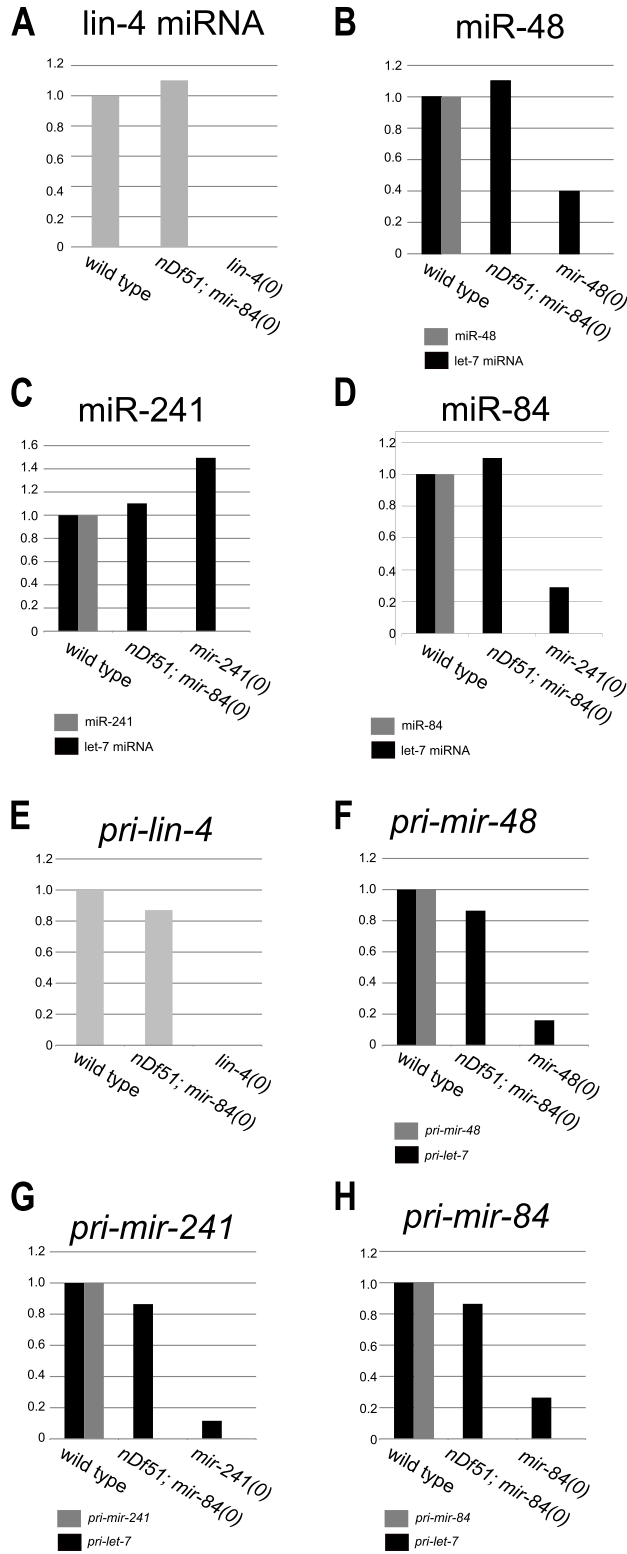 A
lin-4 miRNA
1.2
1.0
0.8
0.6
0.4
0.2
0
wild type
nDf51; mir-84(0)
lin-4(0)
B
miR-48
1.2
1.0
0.8
0.6
0.4
0.2
0
wild type
nDf51; mir-84(0)
mir-48(0)
miR-48
let-7 miRNA
C
miR-241
1.6
1.4
1.2
1.0
0.8
0.6
0.4
0.2
0
wild type
nDf51; mir-84(0)
mir-241(0)
miR-241
let-7 miRNA
D
miR-84
1.2
1.0
0.8
0.6
0.4
0.2
0
wild type
nDf51; mir-84(0)
mir-241(0)
miR-84
let-7 miRNA
E
pri-lin-4
1.2
1.0
0.8
0.6
0.4
0.2
0
wild type
nDf51; mir-84(0)
lin-4(0)
F
pri-mir-48
1.2
1.0
0.8
0.6
0.4
0.2
0
wild type
nDf51; mir-84(0)
mir-48(0)
pri-mir-48
pri-let-7
G
pri-mir-241
1.2
1.0
0.8
0.6
0.4
0.2
0
wild type
nDf51; mir-84(0)
mir-241(0)
pri-mir-241
pri-let-7
H
pri-mir-84
1.2
1.0
0.8
0.6
0.4
0.2
0
wild type
nDf51; mir-84(0)
mir-84(0)
pri-mir-84
pri-let-7